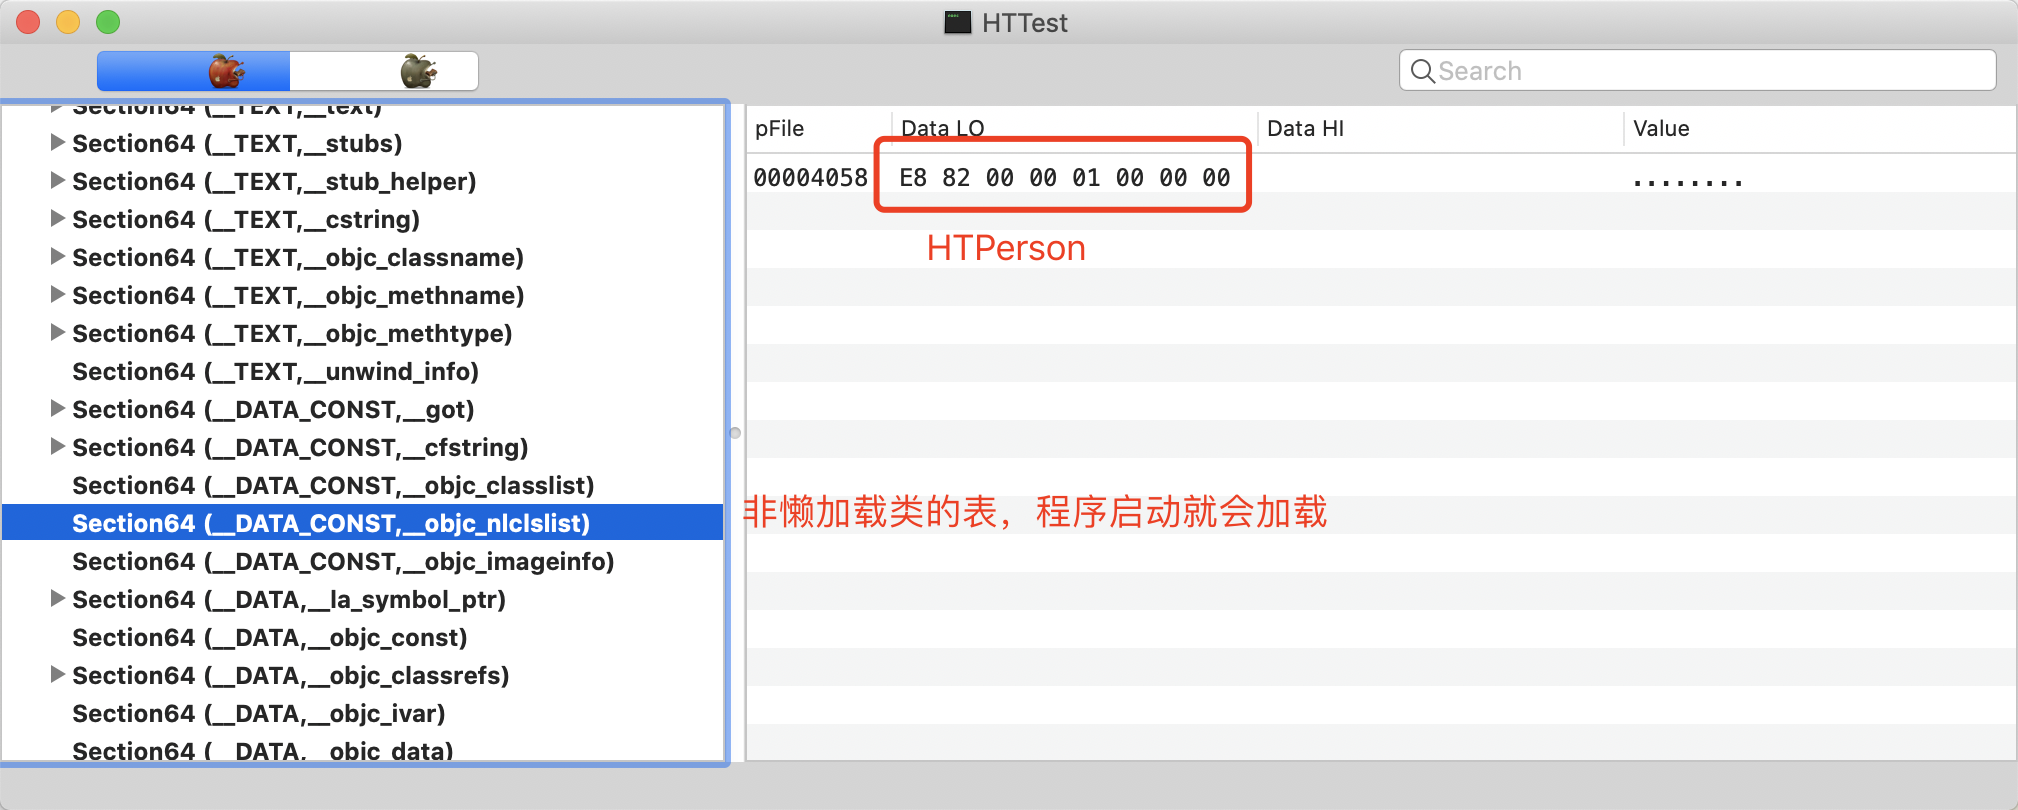 HTTest
Search
Section64 (__TEXT,__text)
Section64 (__TEXT,__stubs)
Section64 (__TEXT,__stub_helper)
Section64 (__TEXT,__cstring)
Section64 (__TEXT,__objc_classname)
Section64 (__TEXT,__objc_methname)
Section64 (__TEXT,__objc_methtype)
Section64 (__TEXT,__unwind_info)
Section64 (__DATA_CONST,__got)
Section64 (__DATA_CONST,__cfstring)
Section64 (__DATA_CONST,__objc_classlist)
Section64 (__DATA_CONST,__objc_nlclslist)
Section64 (__DATA_CONST,__objc_imageinfo)
Section64 (__DATA,__la_symbol_ptr)
Section64 (__DATA,__objc_const)
Section64 (__DATA,__objc_classrefs)
Section64 (__DATA,__objc_ivar)
Section64 (__DATA,__objc_data)
pFile Data LO Data HI Value
00004058 E8 82 00 00 01 00 00 00 ........
HTPerson
非懒加载类的表，程序启动就会加载